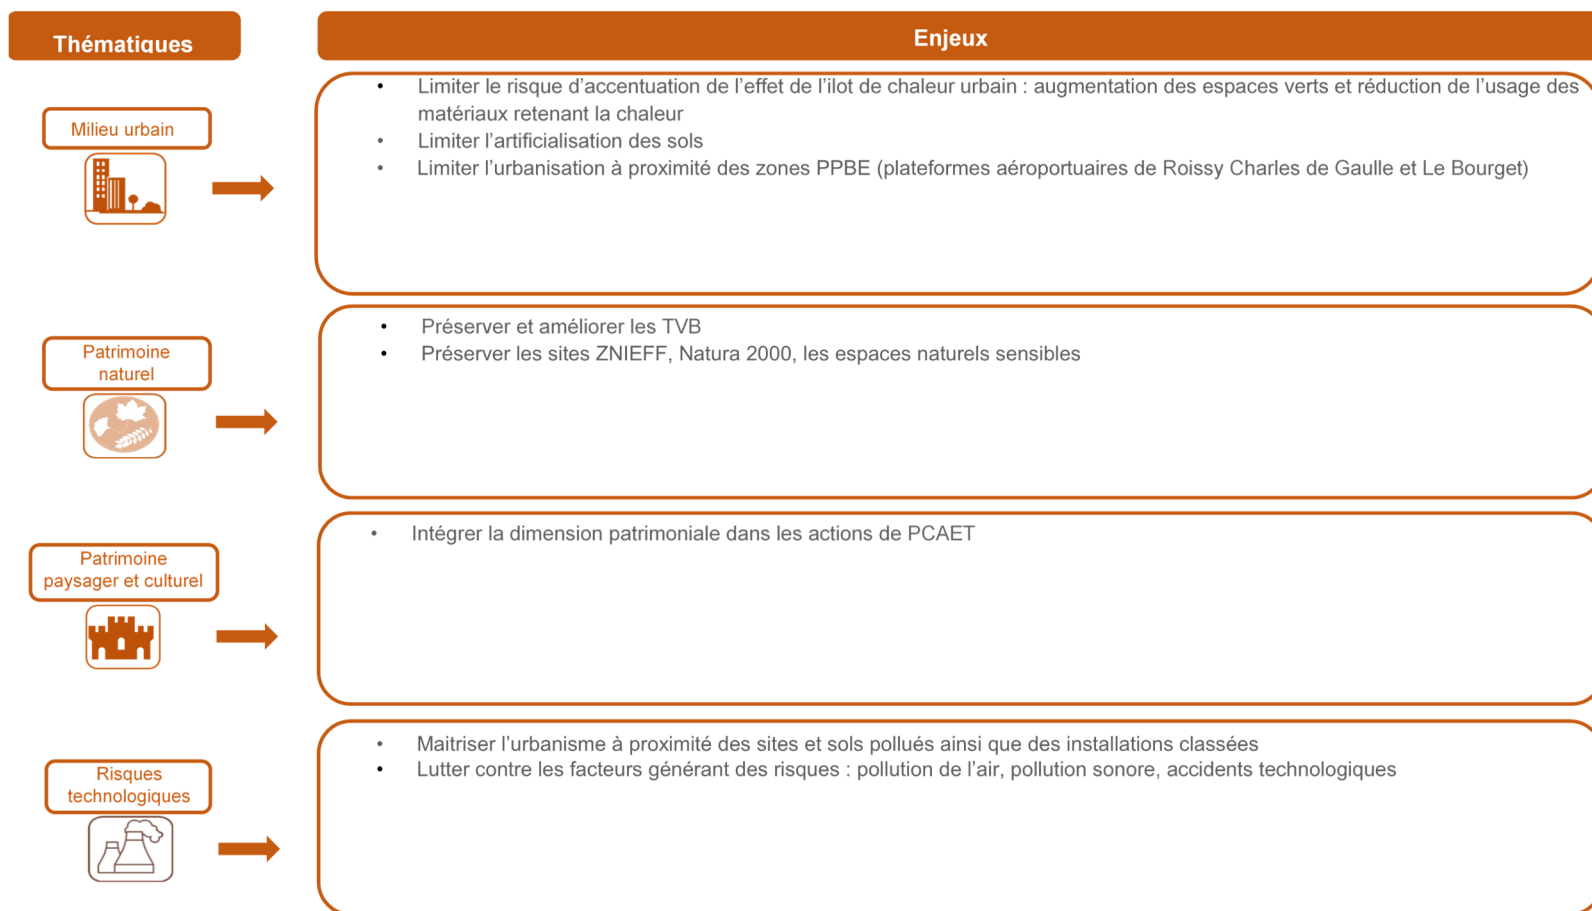 Thématiques
Enjeux
Milieu urbain
• Limiter le risque d’accentuation de l’effet de l’ilot de chaleur urbain : augmentation des espaces verts et réduction de l’usage des
matériaux retenant la chaleur
• Limiter l’artificialisation des sols
• Limiter l’urbanisation à proximité des zones PPBE (plateformes aéroportuaires de Roissy Charles de Gaulle et Le Bourget)
Patrimoine
naturel
• Préserver et améliorer les TVB
• Préserver les sites ZNIEFF, Natura 2000, les espaces naturels sensibles
Patrimoine
paysager et culturel
• Intégrer la dimension patrimoniale dans les actions de PCAET
Risques
technologiques
• Maitriser l’urbanisme à proximité des sites et sols pollués ainsi que des installations classées
• Lutter contre les facteurs générant des risques : pollution de l’air, pollution sonore, accidents technologiques